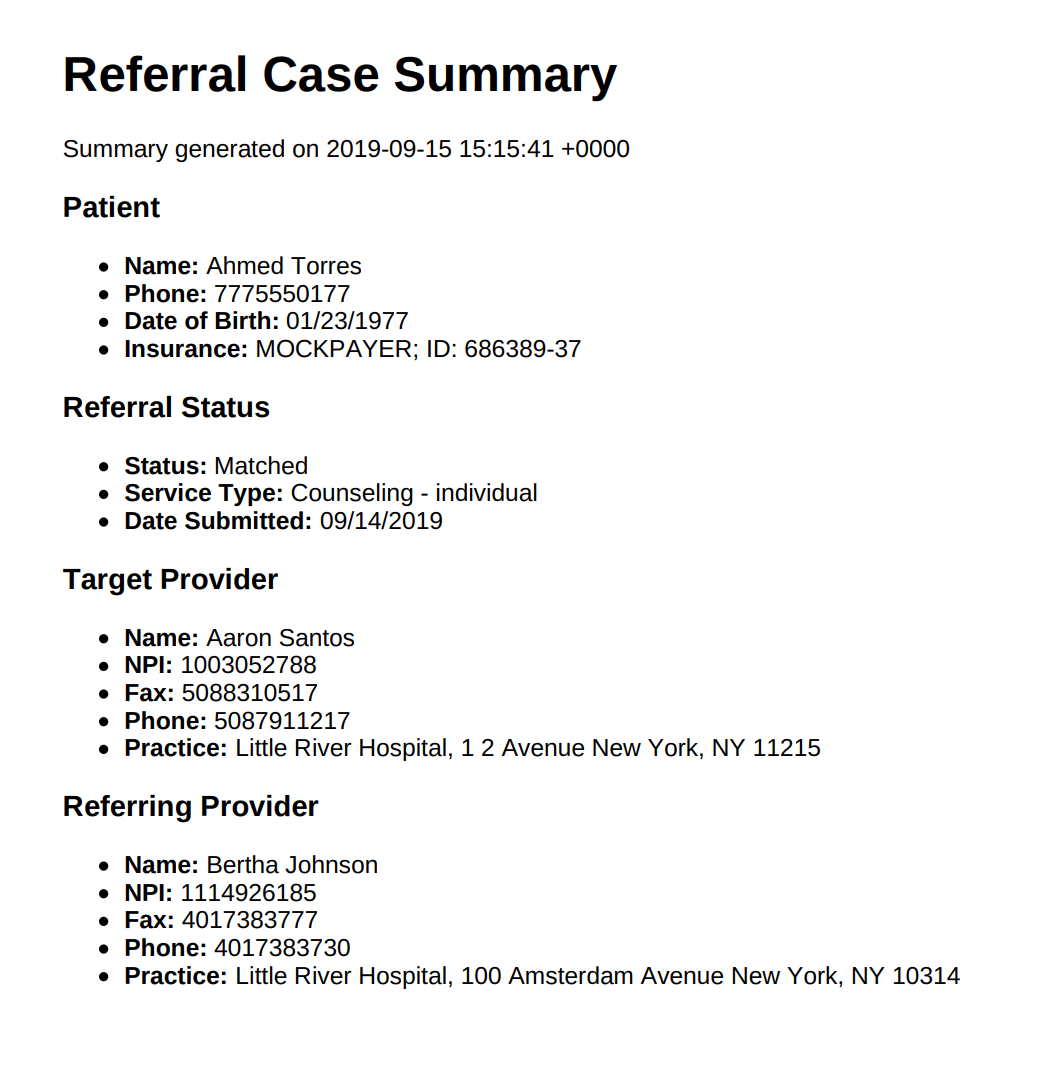 Referral Case Summary
Summary generated on 2019-09-15 15:15:41 +0000
Patient
Name: Ahmed Torres
Phone: 7775550177
Date of Birth: 01/23/1977
Insurance: MOCKPAYER; ID: 686389-37
Referral Status
Status: Matched
Service Type: Counseling - individual
Date Submitted: 09/14/2019
Target Provider
Name: Aaron Santos
NPI: 1003052788
Fax: 5088310517
Phone: 5087911217
Practice: Little River Hospital, 1 2 Avenue New York, NY 11215
Referring Provider
Name: Bertha Johnson
NPI: 1114926185
Fax: 4017383777
Phone: 4017383730
Practice: Little River Hospital, 100 Amsterdam Avenue New York, NY 10314